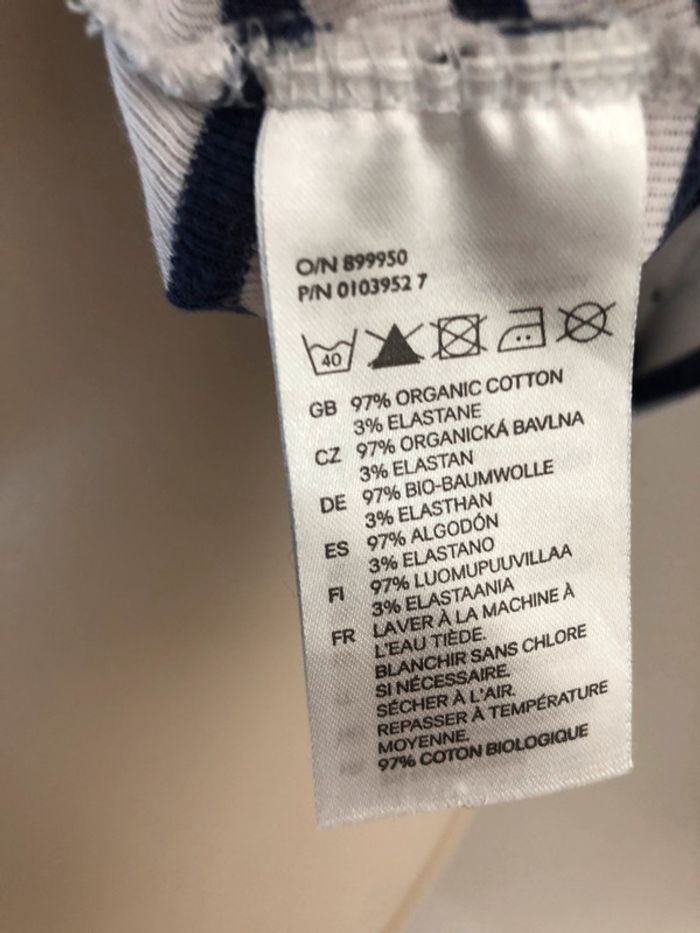 O/N 899950
P/N 0103952 7
40
GB 97% ORGANIC COTTON
3% ELASTANE
CZ 97% ORGANICKÁ BAVLNA
3% ELASTAN
DE 97% BIO-BAUMWOLLE
3% ELASTHAN
ES 97% ALGODÓN
3% ELASTANO
FI 97% LUOMUPUUVILLAA
3% ELASTAANIA
FR LAVER À LA MACHINE À
L'EAU TIÈDE.
BLANCHIR SANS CHLORE
SI NÉCESSAIRE.
SÉCHER À L'AIR.
REPASSER À TEMPÉRATURE
MOYENNE.
97% COTON BIOLOGIQUE